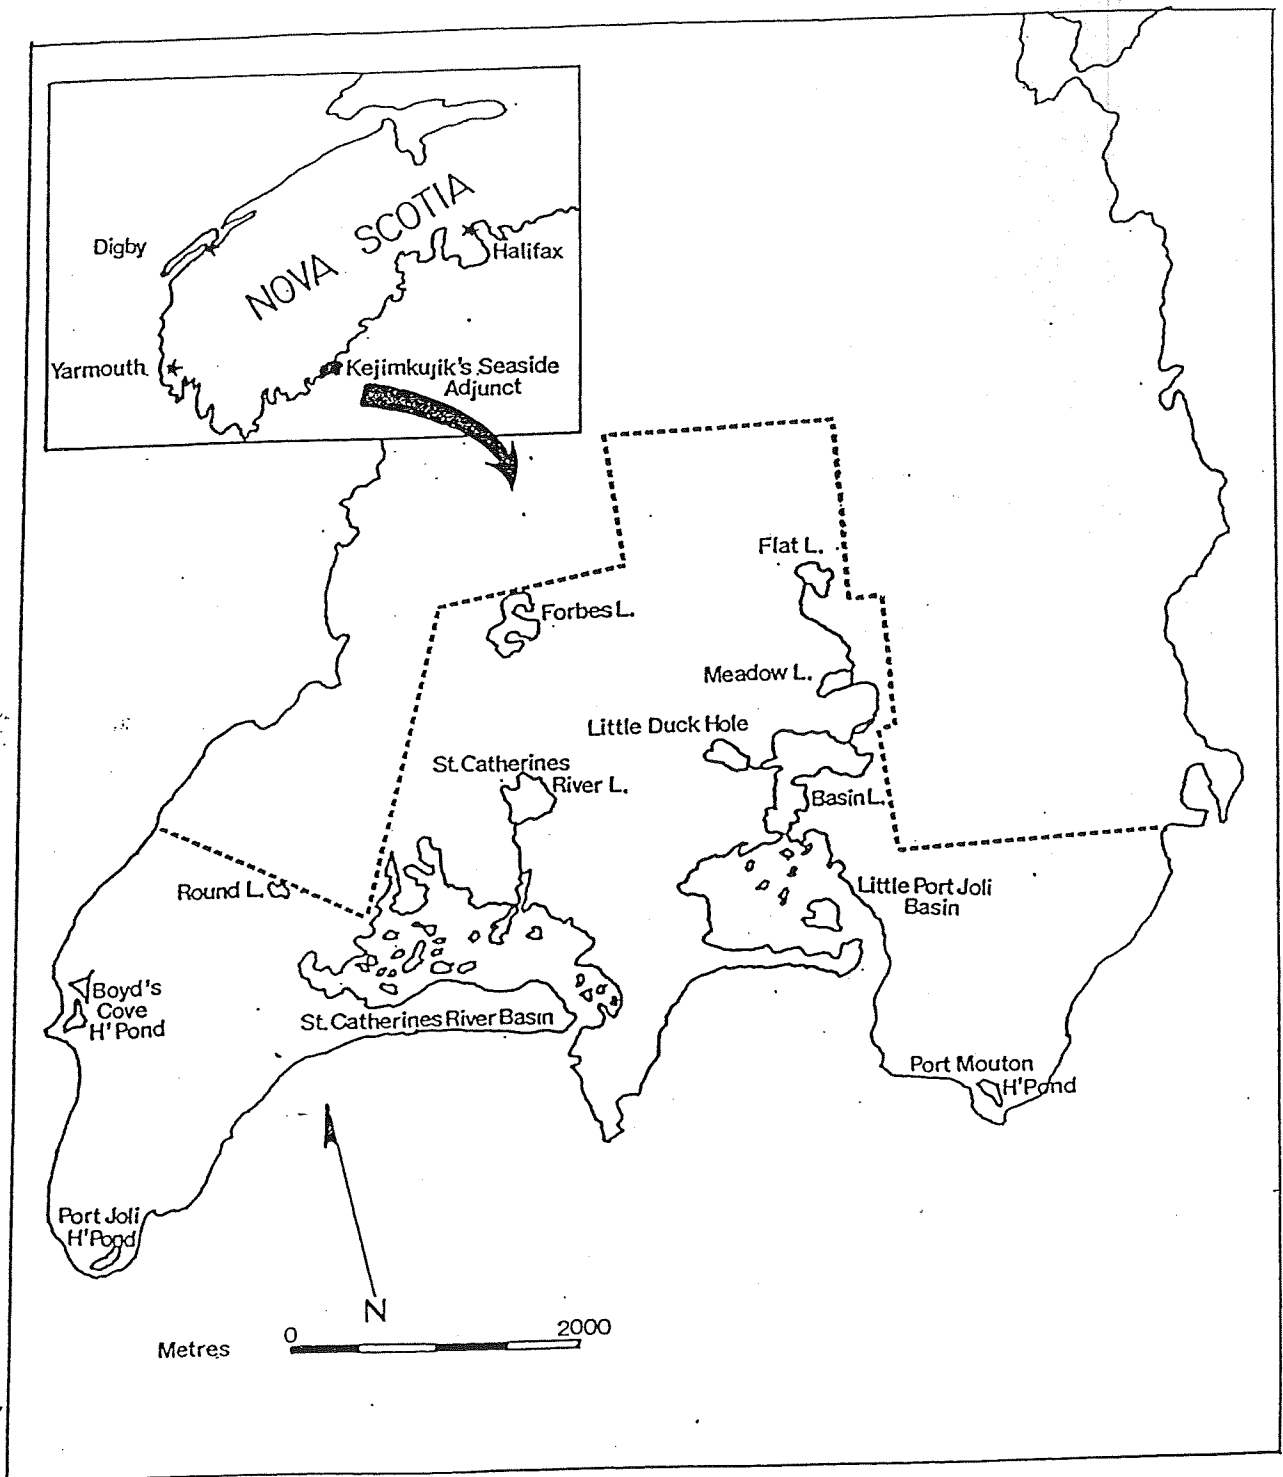 NOVA SCOTIA
Digby
Halifax
Yarmouth
Kejimkujik's Seaside
Adjunct
Flat L.
Forbes L.
Meadow L.
Little Duck Hole
St. Catherines
River L.
Basin L.
Round L.
Little Port Joli
Basin
Boyd's
Cove
H'Pond
St. Catherines River Basin
Port Mouton
H'Pond
Port Joli
H'Pond
N
0 2000
Metres